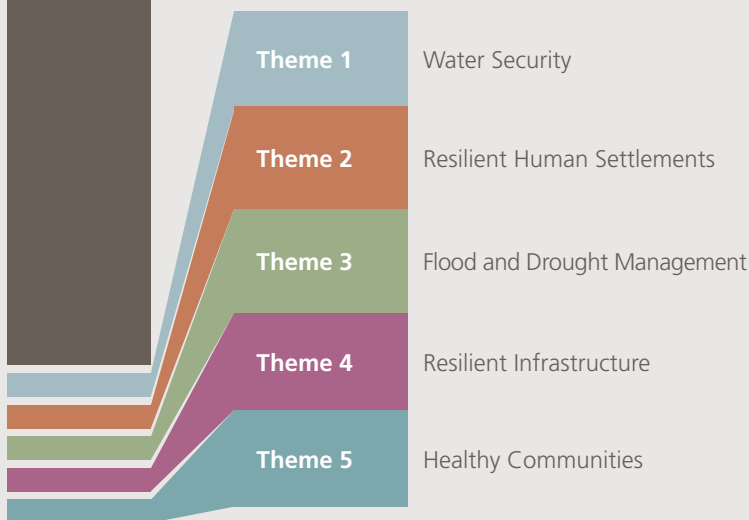 Theme 1 Water Security
Theme 2 Resilient Human Settlements
Theme 3 Flood and Drought Management
Theme 4 Resilient Infrastructure
Theme 5 Healthy Communities